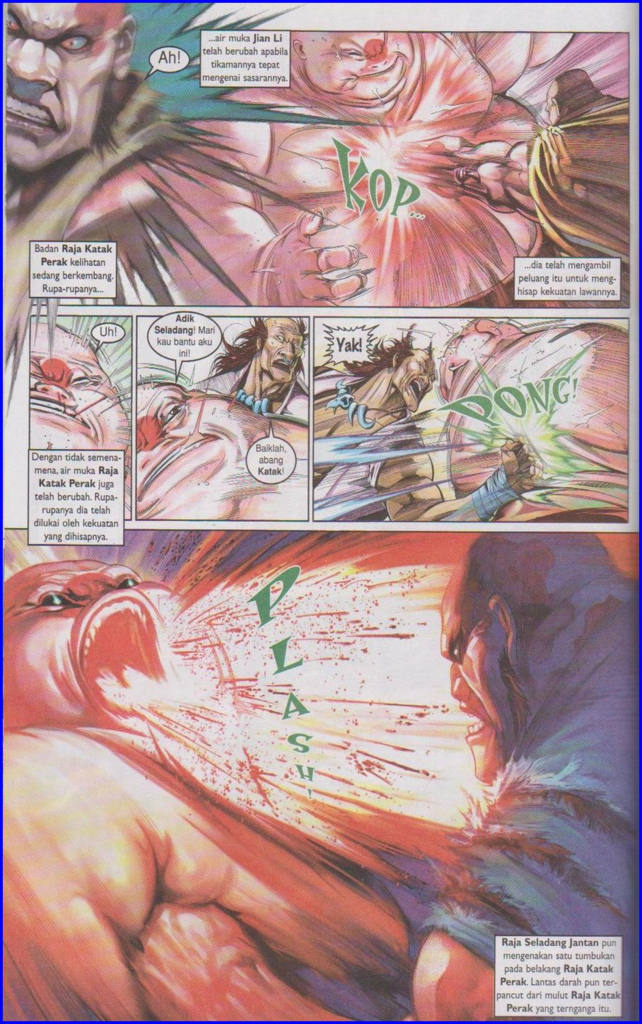 Ah!
...air muka Jian Li
telah berubah apabila
tikamannya tepat
mengenai sasarannya.
KOP...
Badan Raja Katak
Perak kelihatan
sedang berkembang.
Rupa-rupanya...
...dia telah mengambil
peluang itu untuk meng-
hisap kekuatan lawannya.
Uh!
Dengan tidak semena-
mena, air muka Raja
Katak Perak juga
telah berubah. Rupa-
rupanya dia telah
dilukai oleh kekuatan
yang dihisapnya.
Adik
Seladang! Mari
kau bantu aku
ini!
Baiklah,
abang
Katak!
Yak!
DONG!
PLASH!
Raja Seladang Jantan pun
mengenakan satu tumbukan
pada belakang Raja Katak
Perak. Lantas darah pun ter-
pancut dari mulut Raja Katak
Perak yang ternganga itu.